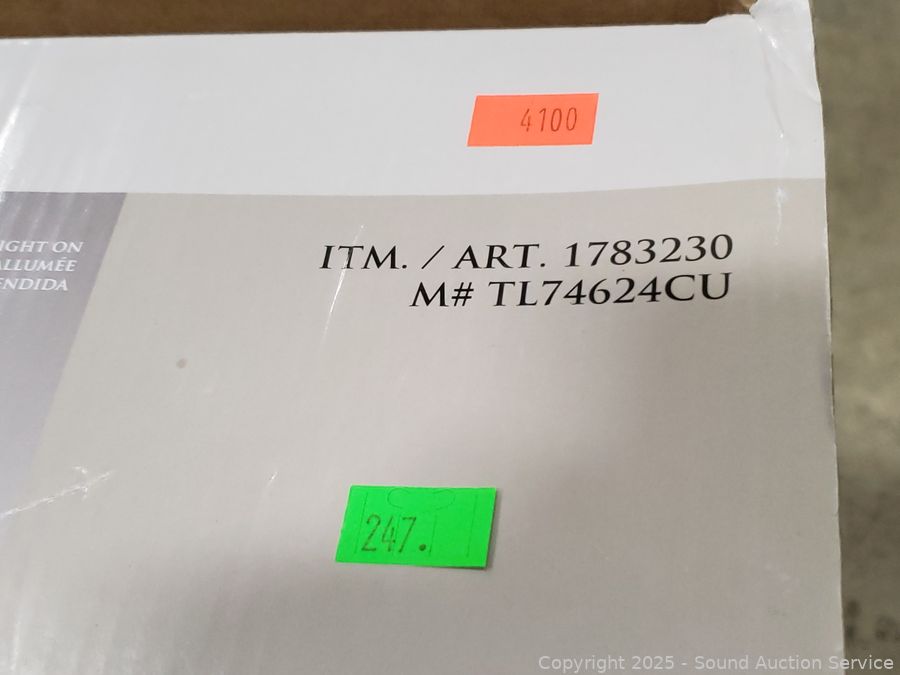 4100
IGHT ON
ALLUMÉE
ENDIDA
ITM. / ART. 1783230
M# TL74624CU
247.
Copyright 2025 - Sound Auction Service